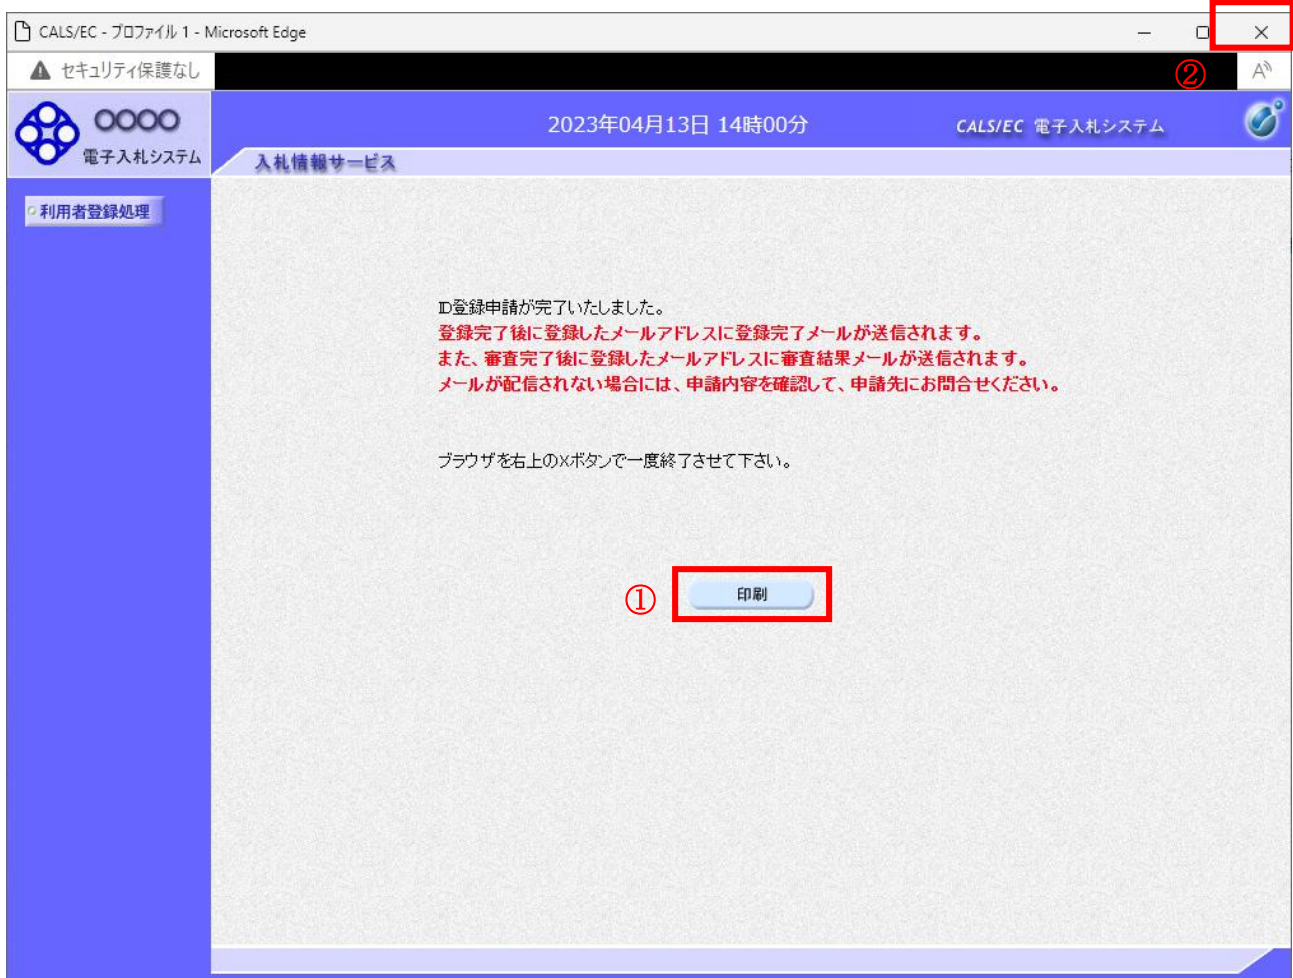 CALS/EC - プロファイル 1 - Microsoft Edge
セキュリティ保護なし
②
A
○○○○
電子入札システム
2023年04月13日 14時00分
CALS/EC 電子入札システム
入札情報サービス
利用者登録処理
ID登録申請が完了いたしました。
登録完了後に登録したメールアドレスに登録完了メールが送信されます。
また、審査完了後に登録したメールアドレスに審査結果メールが送信されます。
メールが配信されない場合には、申請内容を確認して、申請先にお問合せください。
ブラウザを右上のXボタンで一度終了させて下さい。
①
印刷